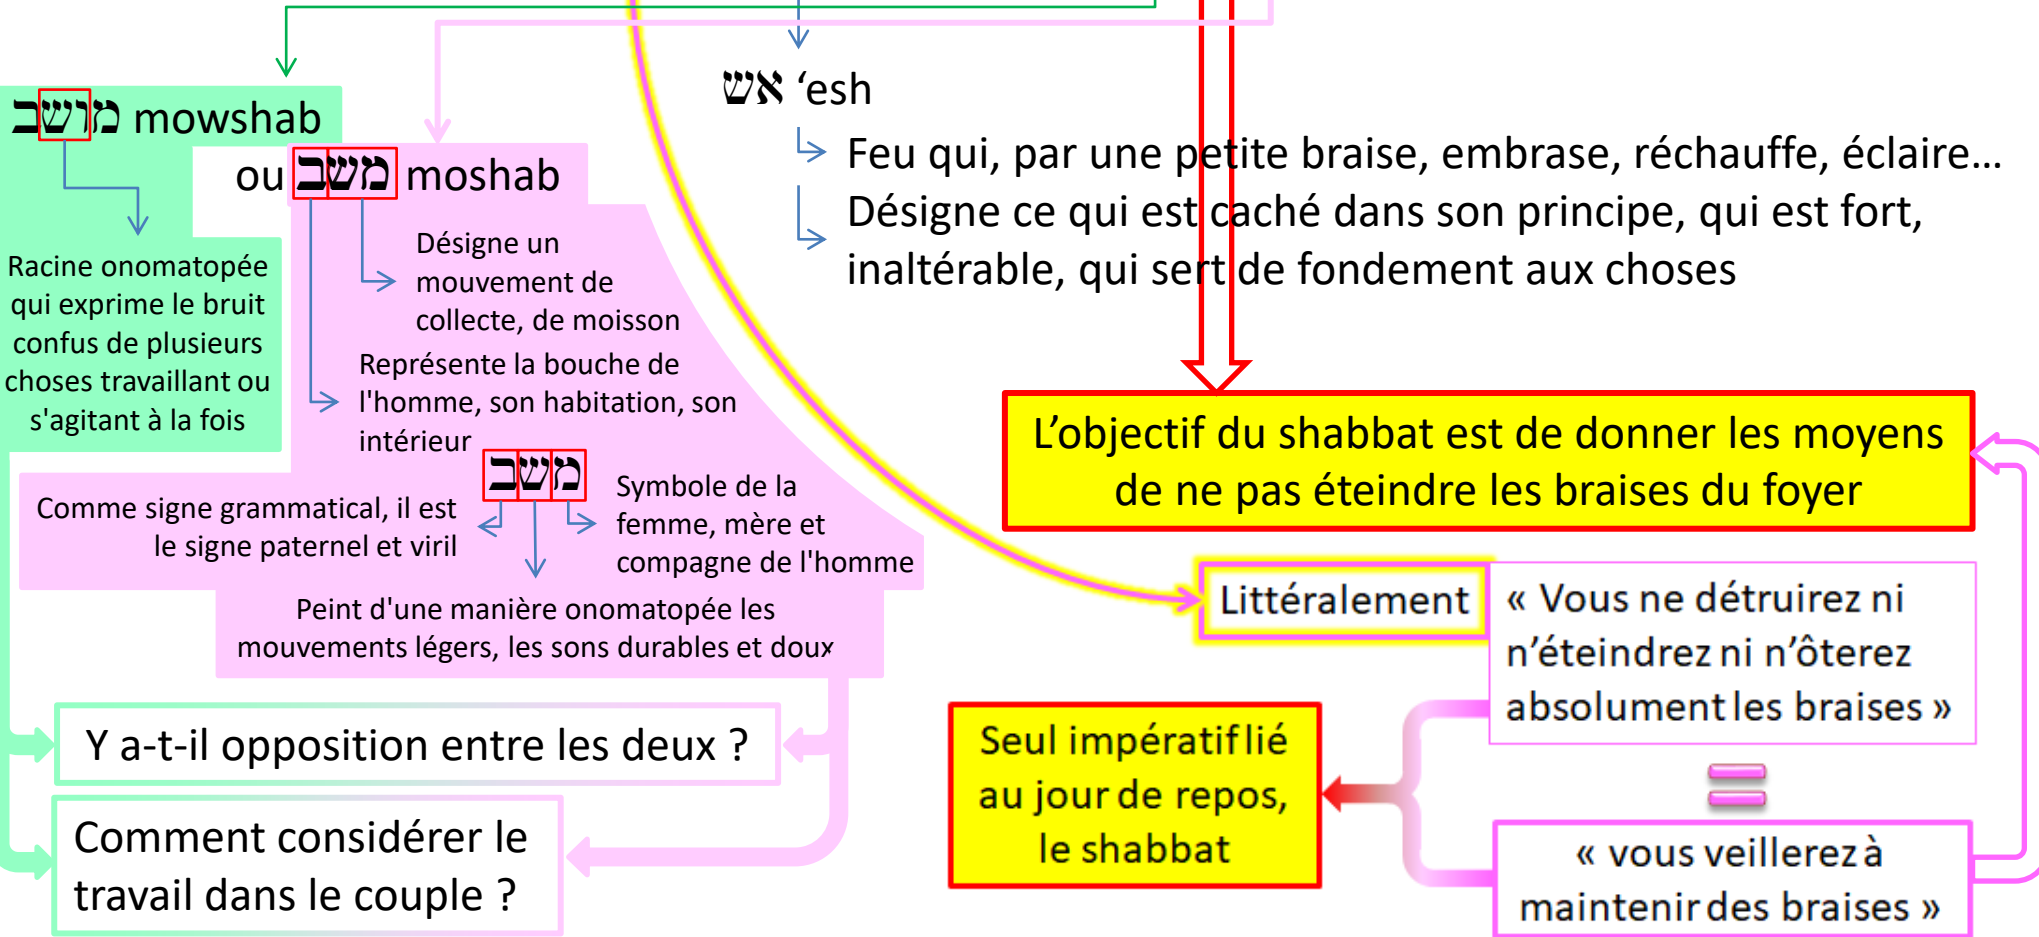 מושב mowshab
ou משב moshab
Racine onomatopée
qui exprime le bruit
confus de plusieurs
choses travaillant ou
s'agitant à la fois
Désigne un
mouvement de
collecte, de moisson
Représente la bouche de
l'homme, son habitation, son
intérieur
משב
Comme signe grammatical, il est
le signe paternel et viril
Symbole de la
femme, mère et
compagne de l'homme
Peint d'une manière onomatopée les
mouvements légers, les sons durables et doux
Y a-t-il opposition entre les deux ?
Comment considérer le
travail dans le couple ?
אש ‘esh
Feu qui, par une petite braise, embrase, réchauffe, éclaire…
Désigne ce qui est caché dans son principe, qui est fort,
inaltérable, qui sert de fondement aux choses
L’objectif du shabbat est de donner les moyens
de ne pas éteindre les braises du foyer
Littéralement
« Vous ne détruirez ni
n’éteindrez ni n’ôterez
absolument les braises »
=
« vous veillerez à
maintenir des braises »
Seul impératif lié
au jour de repos,
le shabbat